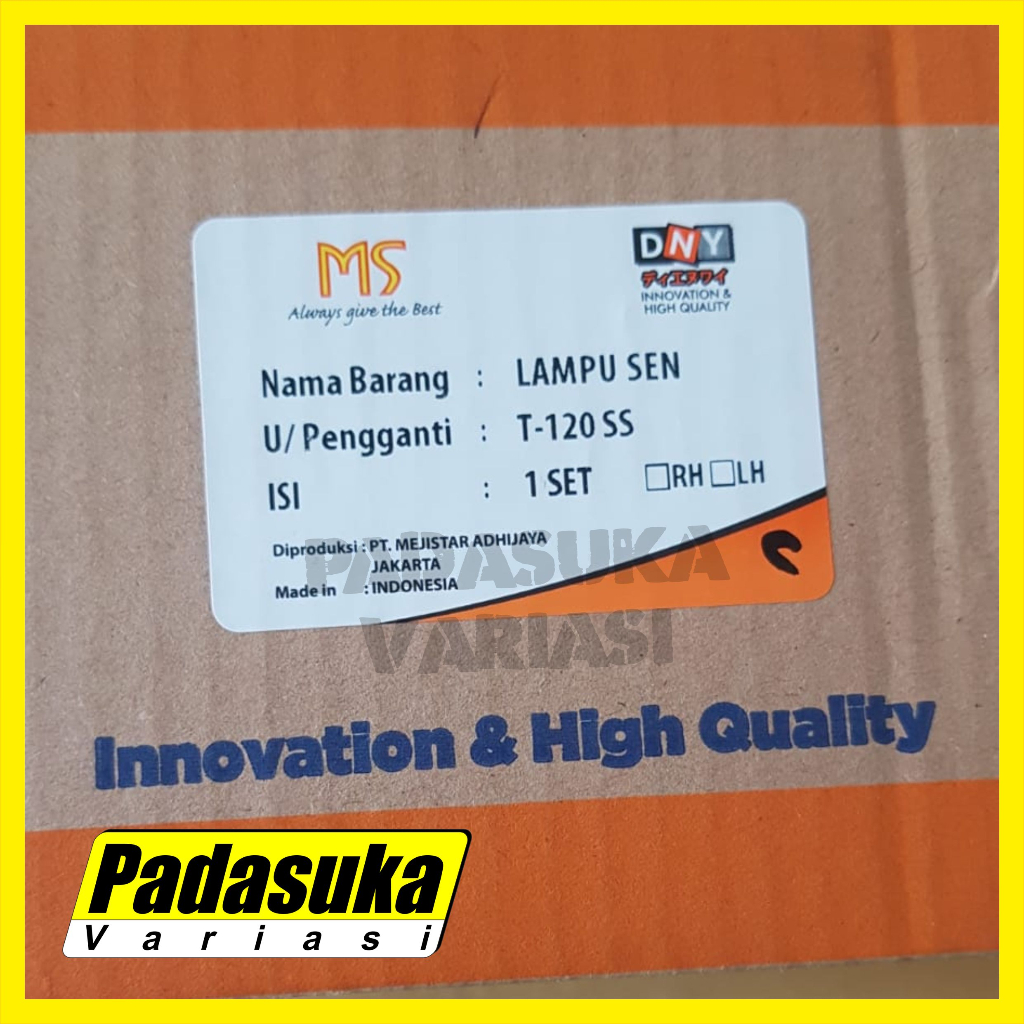 MS
Always give the Best
DNY
ディエヌワイ
INNOVATION &
HIGH QUALITY
Nama Barang : LAMPU SEN
U/ Pengganti : T-120 SS
ISI : 1 SET RH LH
Diproduksi : PT. MEJISTAR ADHIJAYA
JAKARTA
Made in : INDONESIA
PADASUKA
VARIASI
Innovation & High Quality
Padasuka
Variasi